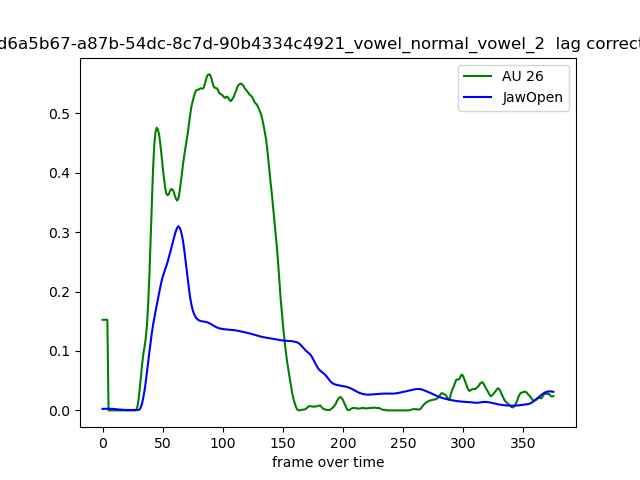 d6a5b67-a87b-54dc-8c7d-90b4334c4921_vowel_normal_vowel_2 lag correct
AU 26
JawOpen
0.5
0.4
0.3
0.2
0.1
0.0
0 50 100 150 200 250 300 350
frame over time